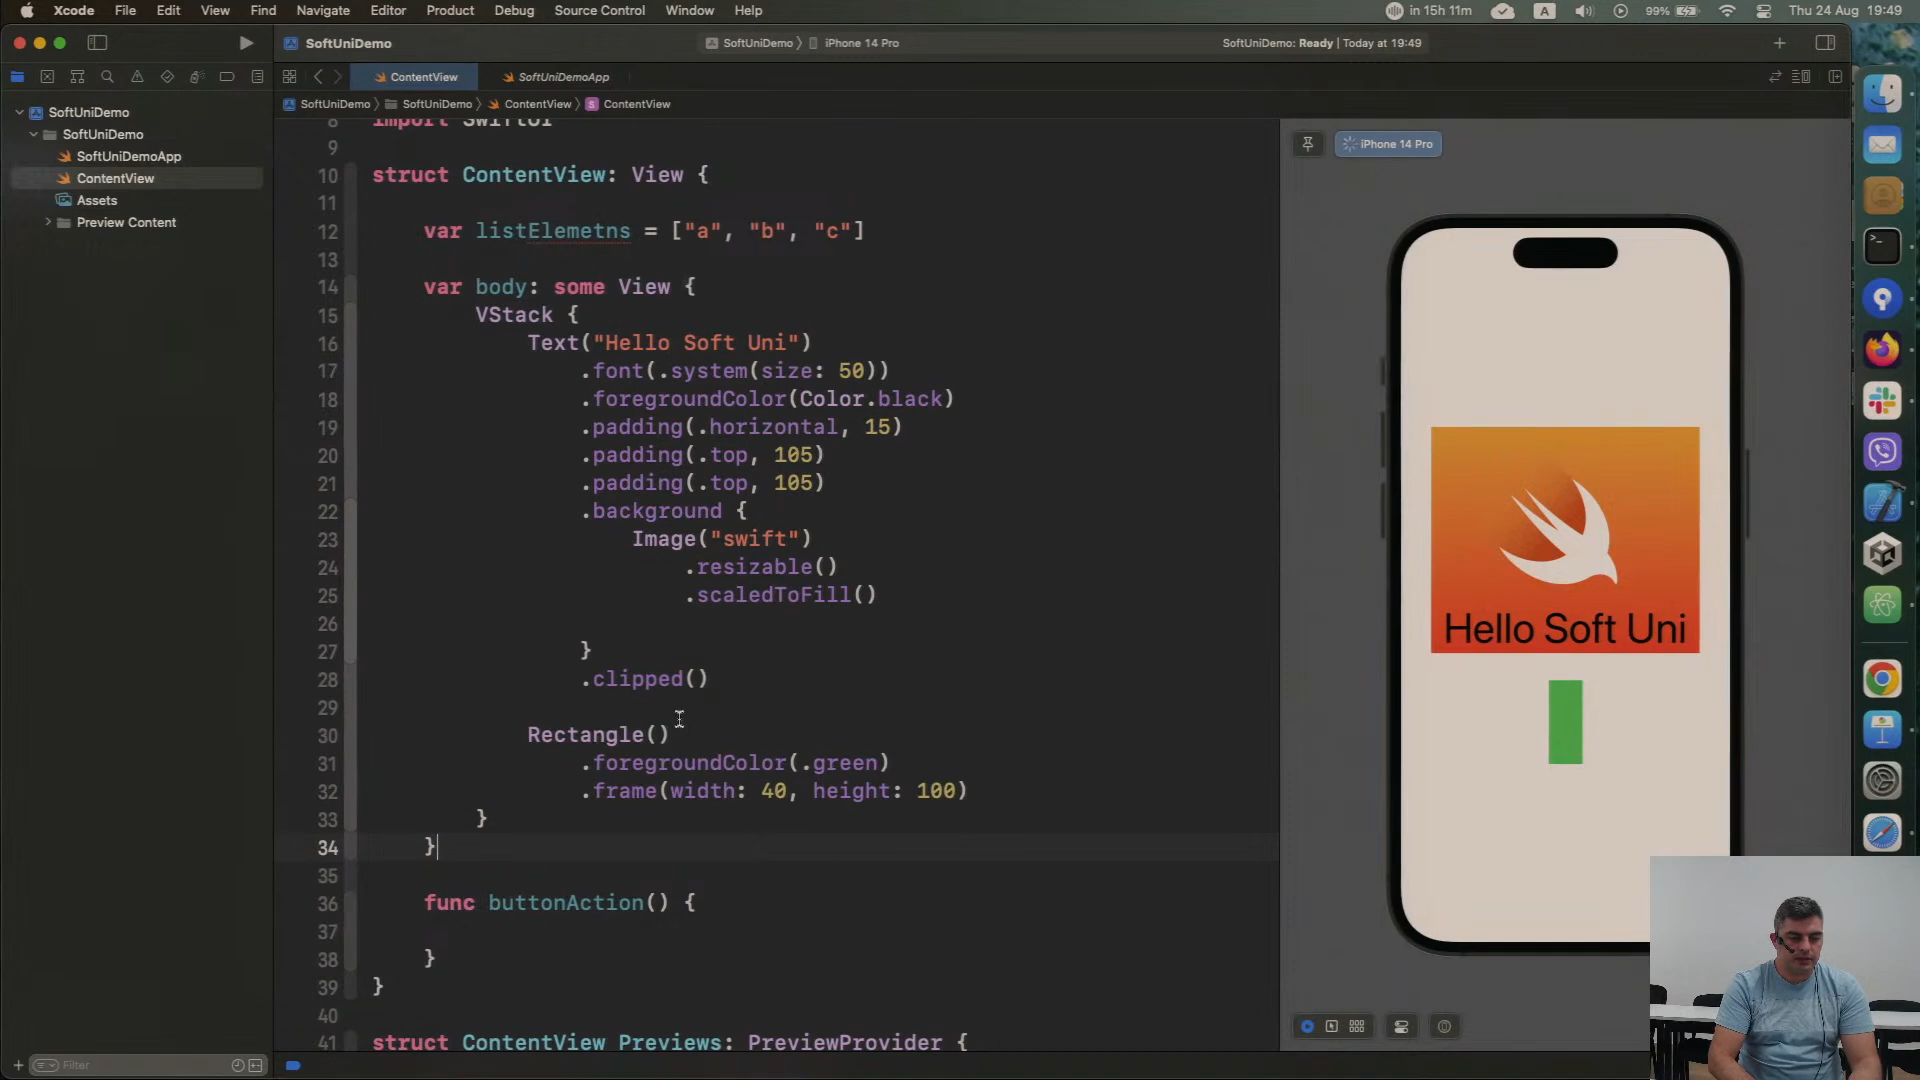 Xcode File Edit View Find Navigate Editor Product Debug Source Control Window Help
in 15h 11m A 99% Thu 24 Aug 19:49
SoftUniDemo
SoftUniDemo iPhone 14 Pro
SoftUniDemo: Ready | Today at 19:49
ContentView SoftUniDemoApp
SoftUniDemo SoftUniDemo ContentView S ContentView
SoftUniDemo
SoftUniDemo
SoftUniDemoApp
ContentView
Assets
Preview Content
8 import SwiftUI
9
10 struct ContentView: View {
11
12 var listElemetns = ["a", "b", "c"]
13
14 var body: some View {
15 VStack {
16 Text("Hello Soft Uni")
17 .font(.system(size: 50))
18 .foregroundColor(Color.black)
19 .padding(.horizontal, 15)
20 .padding(.top, 105)
21 .padding(.top, 105)
22 .background {
23 Image("swift")
24 .resizable()
25 .scaledToFill()
26
27 }
28 .clipped()
29
30 Rectangle()
31 .foregroundColor(.green)
32 .frame(width: 40, height: 100)
33 }
34 }
35
36 func buttonAction() {
37
38 }
39 }
40
41 struct ContentView_Previews: PreviewProvider {
iPhone 14 Pro
Hello Soft Uni
Filter